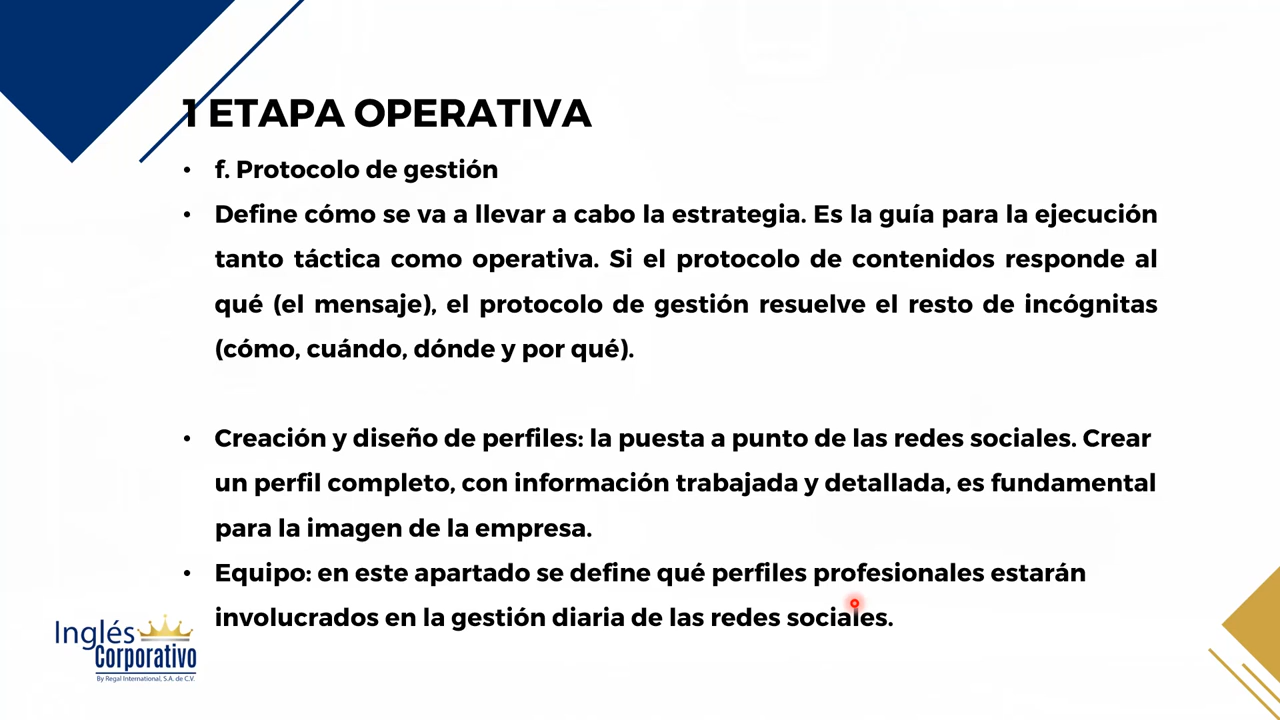 1 ETAPA OPERATIVA
• f. Protocolo de gestión
• Define cómo se va a llevar a cabo la estrategia. Es la guía para la ejecución
tanto táctica como operativa. Si el protocolo de contenidos responde al
qué (el mensaje), el protocolo de gestión resuelve el resto de incógnitas
(cómo, cuándo, dónde y por qué).
• Creación y diseño de perfiles: la puesta a punto de las redes sociales. Crear
un perfil completo, con información trabajada y detallada, es fundamental
para la imagen de la empresa.
• Equipo: en este apartado se define qué perfiles profesionales estarán
involucrados en la gestión diaria de las redes sociales.
Inglés
Corporativo
By Regal International, S.A. de C.V.